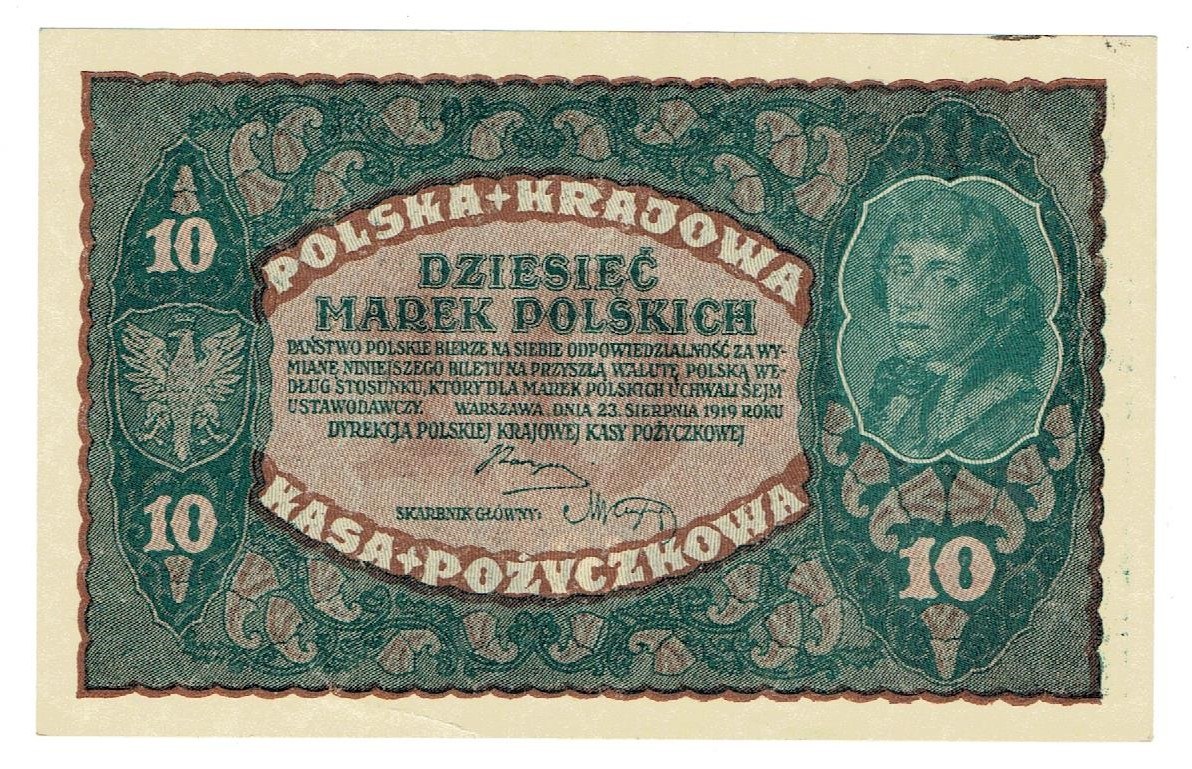 POLSKA+KRAJOWA
10
DZIESIĘĆ
MAREK POLSKICH
PAŃSTWO POLSKIE BIERZE NA SIEBIE ODPOWIEDZIALNOŚĆ ZA WY-
MIANĘ NINIEJSZEGO BILETU NA PRZYSZŁĄ WALUTĘ POLSKĄ WE-
DŁUG STOSUNKU, KTÓRY DLA MAREK POLSKICH UCHWALI SEJM
USTAWODAWCZY. WARSZAWA, DNIA 23. SIERPNIA 1919 ROKU
DYREKCJA POLSKIEJ KRAJOWEJ KASY POŻYCZKOWEJ
SKARBNIK GŁÓWNY:
10
KASA+POŻYCZKOWA
10